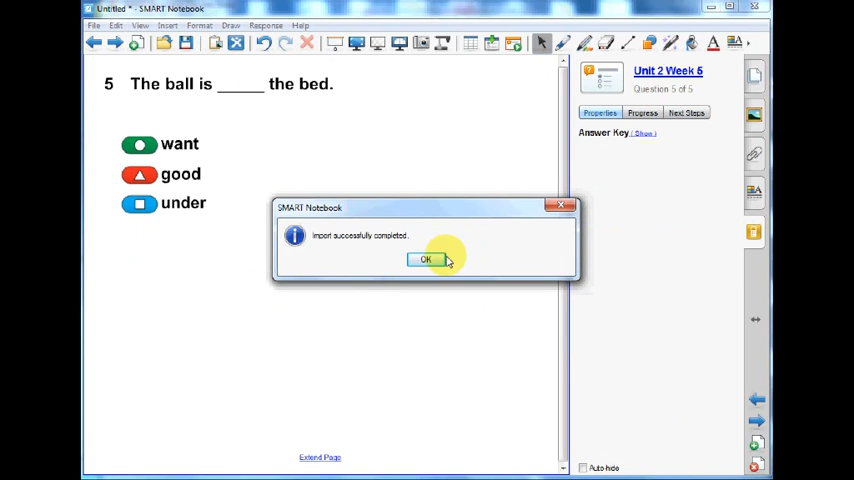 Untitled * - SMART Notebook
File Edit View Insert Format Draw Response Help
5 The ball is _____ the bed.
want
good
under
Unit 2 Week 5
Question 5 of 5
Properties Progress Next Steps
Answer Key (Show)
SMART Notebook
Import successfully completed.
OK
Extend Page
Auto-hide